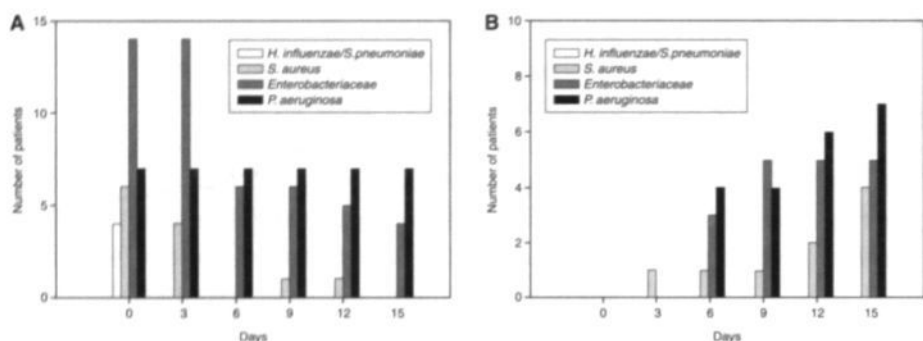 A
15
10
5
0
Number of patients
H. influenzae/S.pneumoniae
S. aureus
Enterobacteriaceae
P. aeruginosa
0 3 6 9 12 15
Days
B
10
8
6
4
2
0
Number of patients
H. influenzae/S.pneumoniae
S. aureus
Enterobacteriaceae
P. aeruginosa
0 3 6 9 12 15
Days